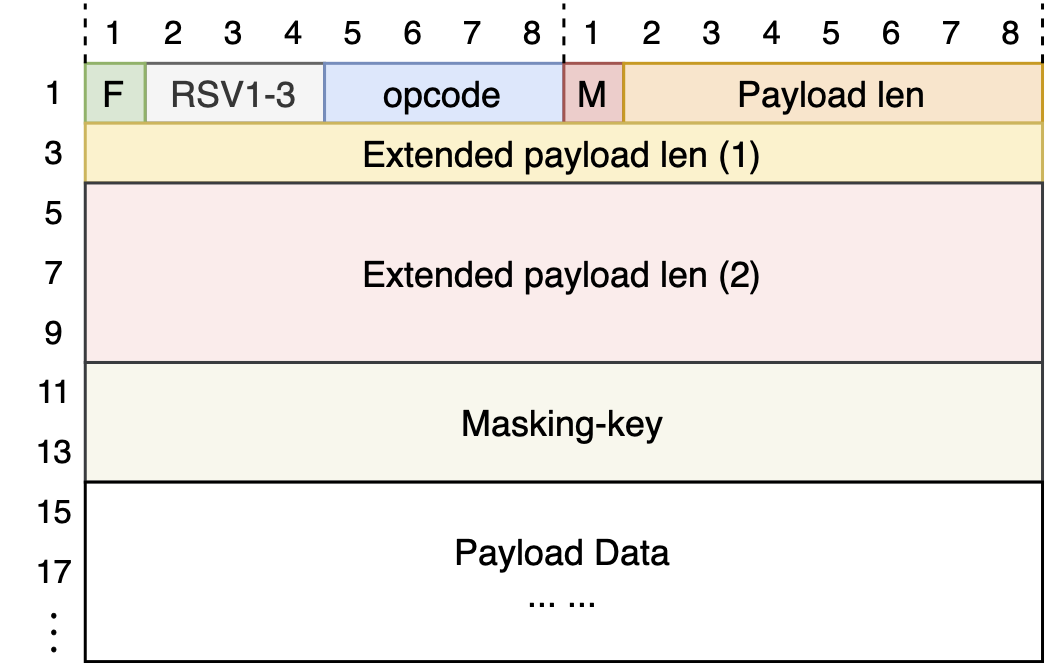 1 2 3 4 5 6 7 8 1 2 3 4 5 6 7 8
1 F RSV1-3 opcode M Payload len
3 Extended payload len (1)
5
7 Extended payload len (2)
9
11
Masking-key
13
15
Payload Data
17
... ...
⋮